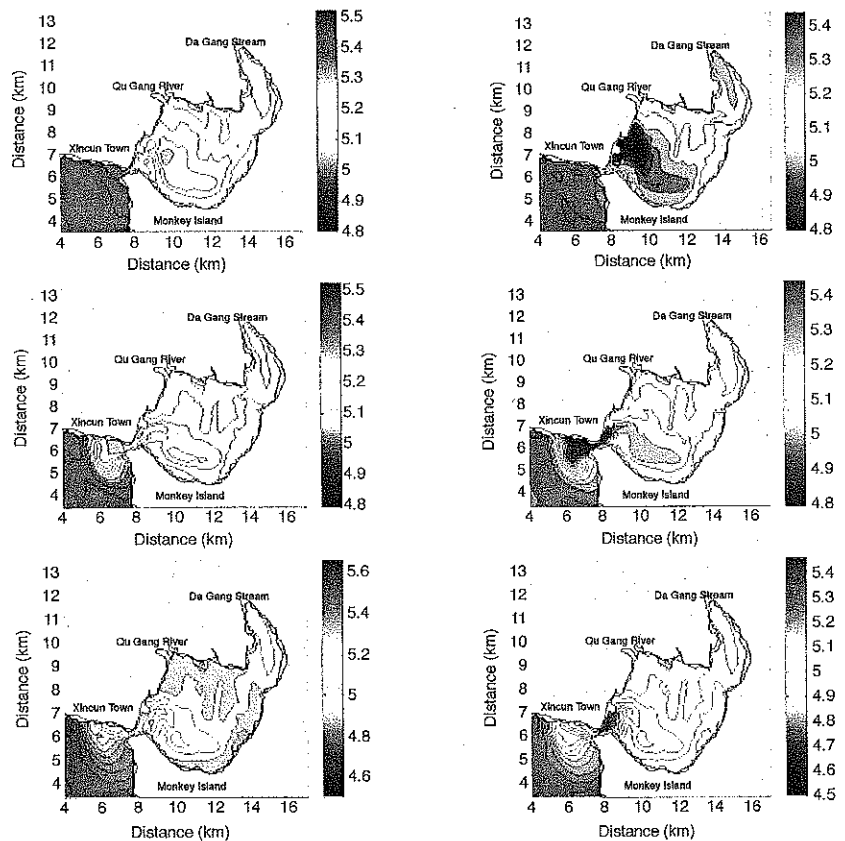 Distance (km)
13
12
11
10
9
8
7
6
5
4
Da Gang Stream
Qu Gang River
Xincun Town
Monkey Island
4 6 8 10 12 14 16
Distance (km)
5.5
5.4
5.3
5.2
5.1
5
4.9
4.8
Distance (km)
13
12
11
10
9
8
7
6
5
4
Da Gang Stream
Qu Gang River
Xincun Town
Monkey Island
4 6 8 10 12 14 16
Distance (km)
5.4
5.3
5.2
5.1
5
4.9
4.8
Distance (km)
13
12
11
10
9
8
7
6
5
4
Da Gang Stream
Qu Gang River
Xincun Town
Monkey Island
4 6 8 10 12 14 16
Distance (km)
5.5
5.4
5.3
5.2
5.1
5
4.9
4.8
Distance (km)
13
12
11
10
9
8
7
6
5
4
Da Gang Stream
Qu Gang River
Xincun Town
Monkey Island
4 6 8 10 12 14 16
Distance (km)
5.4
5.3
5.2
5.1
5
4.9
4.8
Distance (km)
13
12
11
10
9
8
7
6
5
4
Da Gang Stream
Qu Gang River
Xincun Town
Monkey Island
4 6 8 10 12 14 16
Distance (km)
5.6
5.4
5.2
5
4.8
4.6
Distance (km)
13
12
11
10
9
8
7
6
5
4
Da Gang Stream
Qu Gang River
Xincun Town
Monkey Island
4 6 8 10 12 14 16
Distance (km)
5.4
5.3
5.2
5.1
5
4.9
4.8
4.7
4.6
4.5